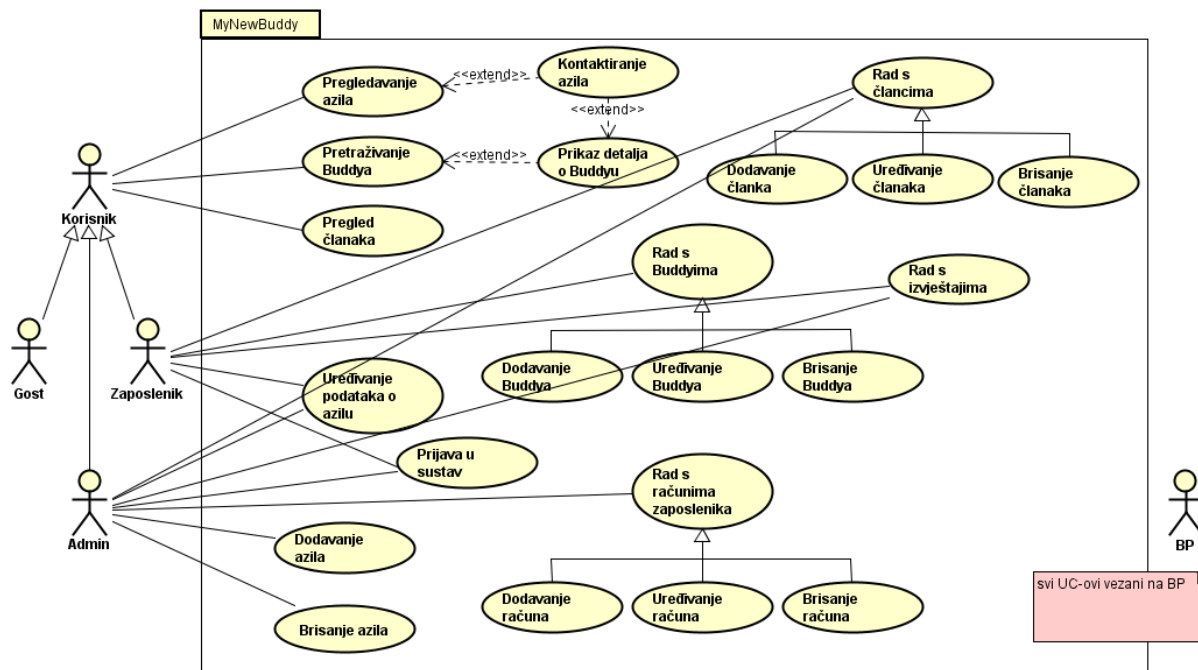 MyNewBuddy
Pregledavanje
azila
<<extend>>
Kontaktiranje
azila
<<extend>>
Rad s
člancima
Pretraživanje
Buddya
<<extend>>
Prikaz detalja
o Buddyu
Dodavanje
članka
Uređivanje
članaka
Brisanje
članaka
Korisnik
Pregled
članaka
Rad s
Buddyima
Rad s
izvještajima
Gost
Zaposlenik
Uređivanje
podataka o
azilu
Dodavanje
Buddya
Uređivanje
Buddya
Brisanje
Buddya
Prijava u
sustav
Rad s
računima
zaposlenika
Admin
BP
Dodavanje
azila
svi UC-ovi vezani na BP
Dodavanje
računa
Uređivanje
računa
Brisanje
računa
Brisanje azila